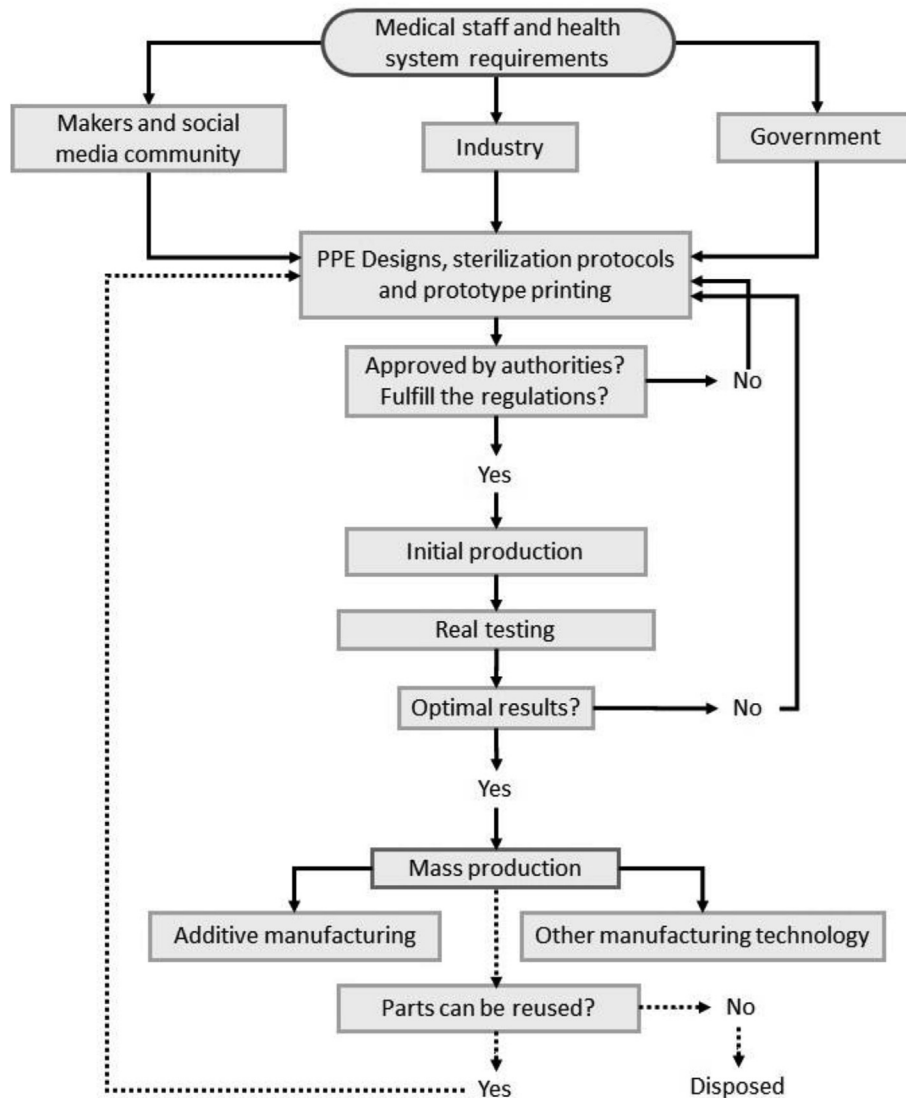 Medical staff and health
system requirements
Makers and social
media community
Industry
Government
PPE Designs, sterilization protocols
and prototype printing
Approved by authorities?
Fulfill the regulations?
No
Yes
Initial production
Real testing
Optimal results?
No
Yes
Mass production
Additive manufacturing
Other manufacturing technology
Parts can be reused?
No
Yes
Disposed